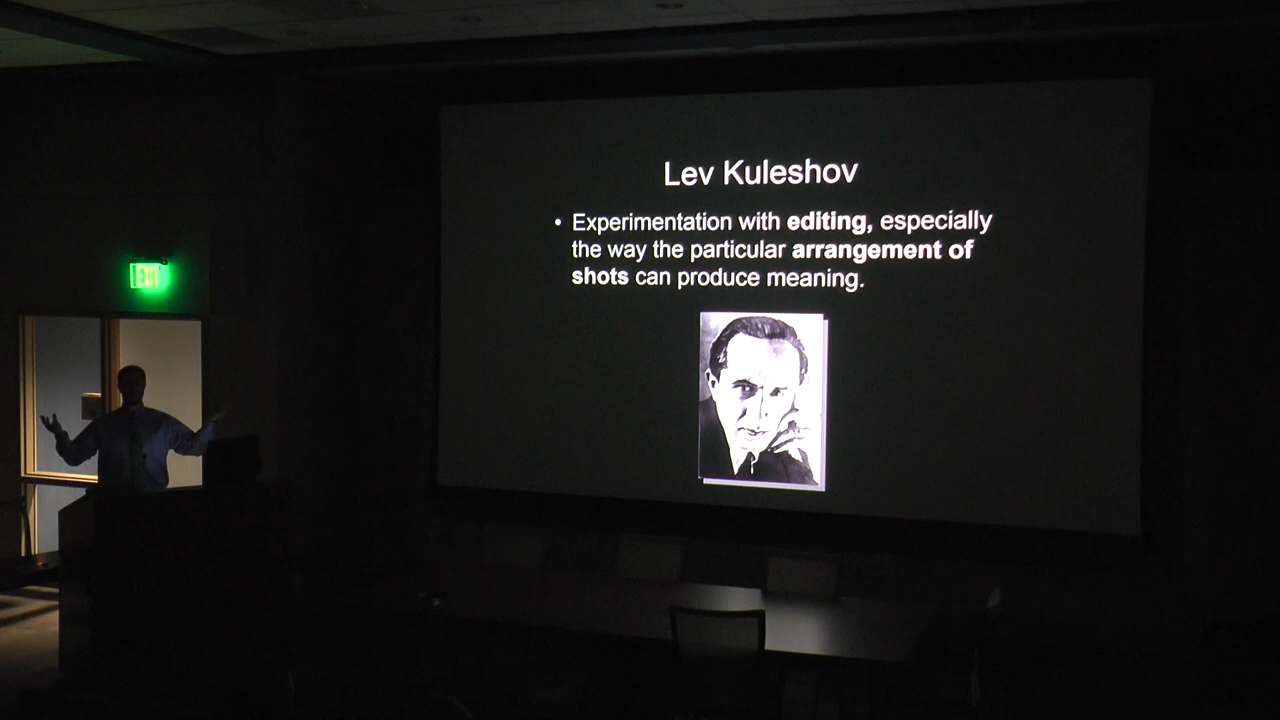 Lev Kuleshov
• Experimentation with editing, especially
the way the particular arrangement of
shots can produce meaning.
EXIT